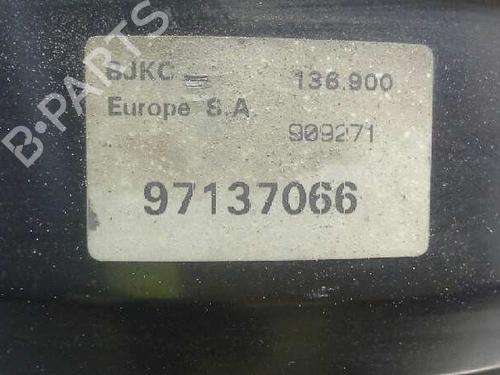 BJKC 136.900
Europe S.A.
909271
97137066
B-PARTS